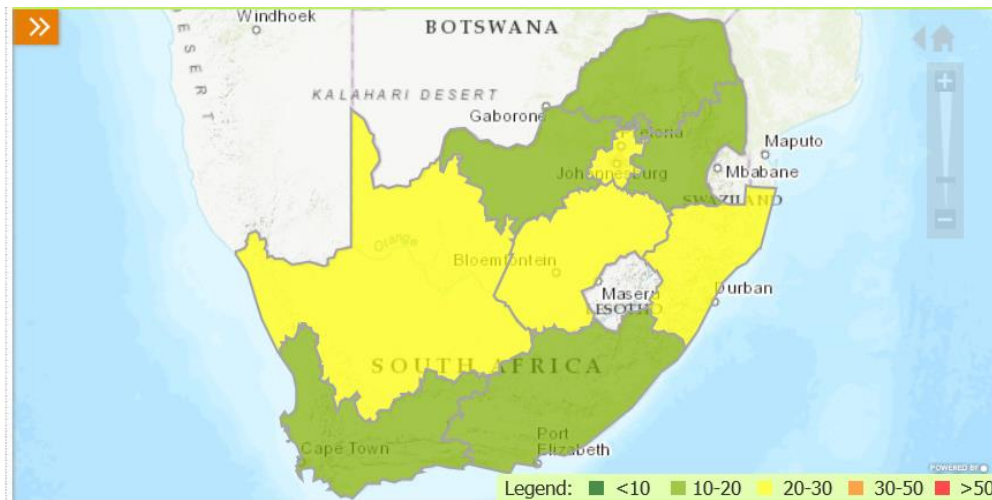 Windhoek
BOTSWANA
DESERT
KALAHARI DESERT
Gaborone
Pretoria
Maputo
Johannesburg
Mbabane
SWAZILAND
Orange
Bloemfontein
Maseru
Durban
LESOTHO
SOUTH AFRICA
Cape Town
Port
Elizabeth
POWERED BY
Legend: <10 10-20 20-30 30-50 >50